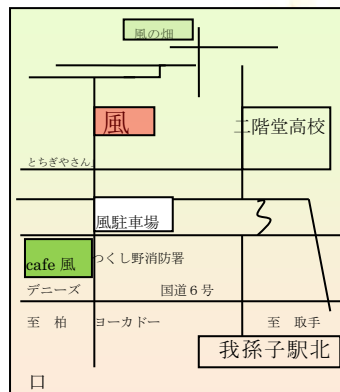 風の畑
風
二階堂高校
とちぎやさん
風駐車場
cafe 風
つくし野消防署
デニーズ
国道６号
至 柏
ヨーカドー
至 取手
我孫子駅北
口